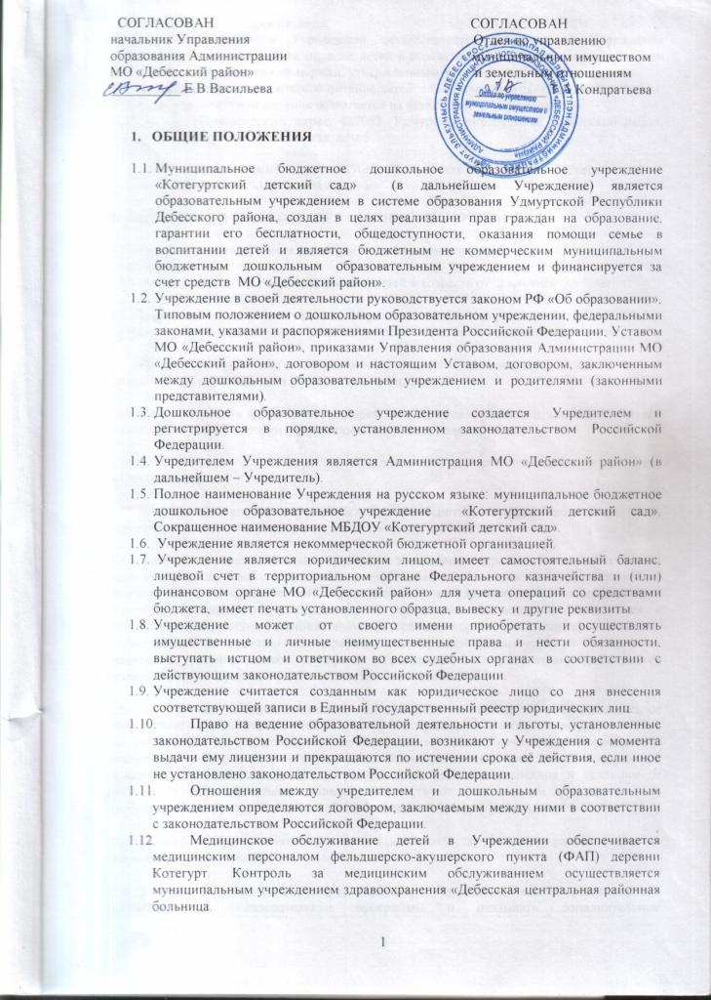 СОГЛАСОВАН СОГЛАСОВАН
начальник Управления Отдел по управлению
образования Администрации муниципальным имуществом
МО «Дебесский район» и земельным отношениям
Е.В.Васильева Кондратьева
Отдел по управлению
муниципальным имуществом и
земельным отношениям
1. ОБЩИЕ ПОЛОЖЕНИЯ
1.1. Муниципальное бюджетное дошкольное образовательное учреждение
«Котегуртский детский сад» (в дальнейшем Учреждение) является
образовательным учреждением в системе образования Удмуртской Республики
Дебесского района, создан в целях реализации прав граждан на образование,
гарантии его бесплатности, общедоступности, оказания помощи семье в
воспитании детей и является бюджетным не коммерческим муниципальным
бюджетным дошкольным образовательным учреждением и финансируется за
счет средств МО «Дебесский район».
1.2. Учреждение в своей деятельности руководствуется законом РФ «Об образовании»,
Типовым положением о дошкольном образовательном учреждении, федеральными
законами, указами и распоряжениями Президента Российской Федерации, Уставом
МО «Дебесский район», приказами Управления образования Администрации МО
«Дебесский район», договором и настоящим Уставом, договором, заключенным
между дошкольным образовательным учреждением и родителями (законными
представителями).
1.3. Дошкольное образовательное учреждение создается Учредителем и
регистрируется в порядке, установленном законодательством Российской
Федерации.
1.4. Учредителем Учреждения является Администрация МО «Дебесский район» (в
дальнейшем – Учредитель).
1.5. Полное наименование Учреждения на русском языке: муниципальное бюджетное
дошкольное образовательное учреждение «Котегуртский детский сад».
Сокращенное наименование МБДОУ «Котегуртский детский сад».
1.6. Учреждение является некоммерческой бюджетной организацией.
1.7. Учреждение является юридическим лицом, имеет самостоятельный баланс,
лицевой счет в территориальном органе Федерального казначейства и (или)
финансовом органе МО «Дебесский район» для учета операций со средствами
бюджета, имеет печать установленного образца, вывеску и другие реквизиты.
1.8. Учреждение может от своего имени приобретать и осуществлять
имущественные и личные неимущественные права и нести обязанности,
выступать истцом и ответчиком во всех судебных органах в соответствии с
действующим законодательством Российской Федерации.
1.9. Учреждение считается созданным как юридическое лицо со дня внесения
соответствующей записи в Единый государственный реестр юридических лиц.
1.10. Право на ведение образовательной деятельности и льготы, установленные
законодательством Российской Федерации, возникают у Учреждения с момента
выдачи ему лицензии и прекращаются по истечении срока её действия, если иное
не установлено законодательством Российской Федерации.
1.11. Отношения между учредителем и дошкольным образовательным
учреждением определяются договором, заключаемым между ними в соответствии
с законодательством Российской Федерации.
1.12. Медицинское обслуживание детей в Учреждении обеспечивается
медицинским персоналом фельдшерско-акушерского пункта (ФАП) деревни
Котегурт. Контроль за медицинским обслуживанием осуществляется
муниципальным учреждением здравоохранения «Дебесская центральная районная
больница.
1